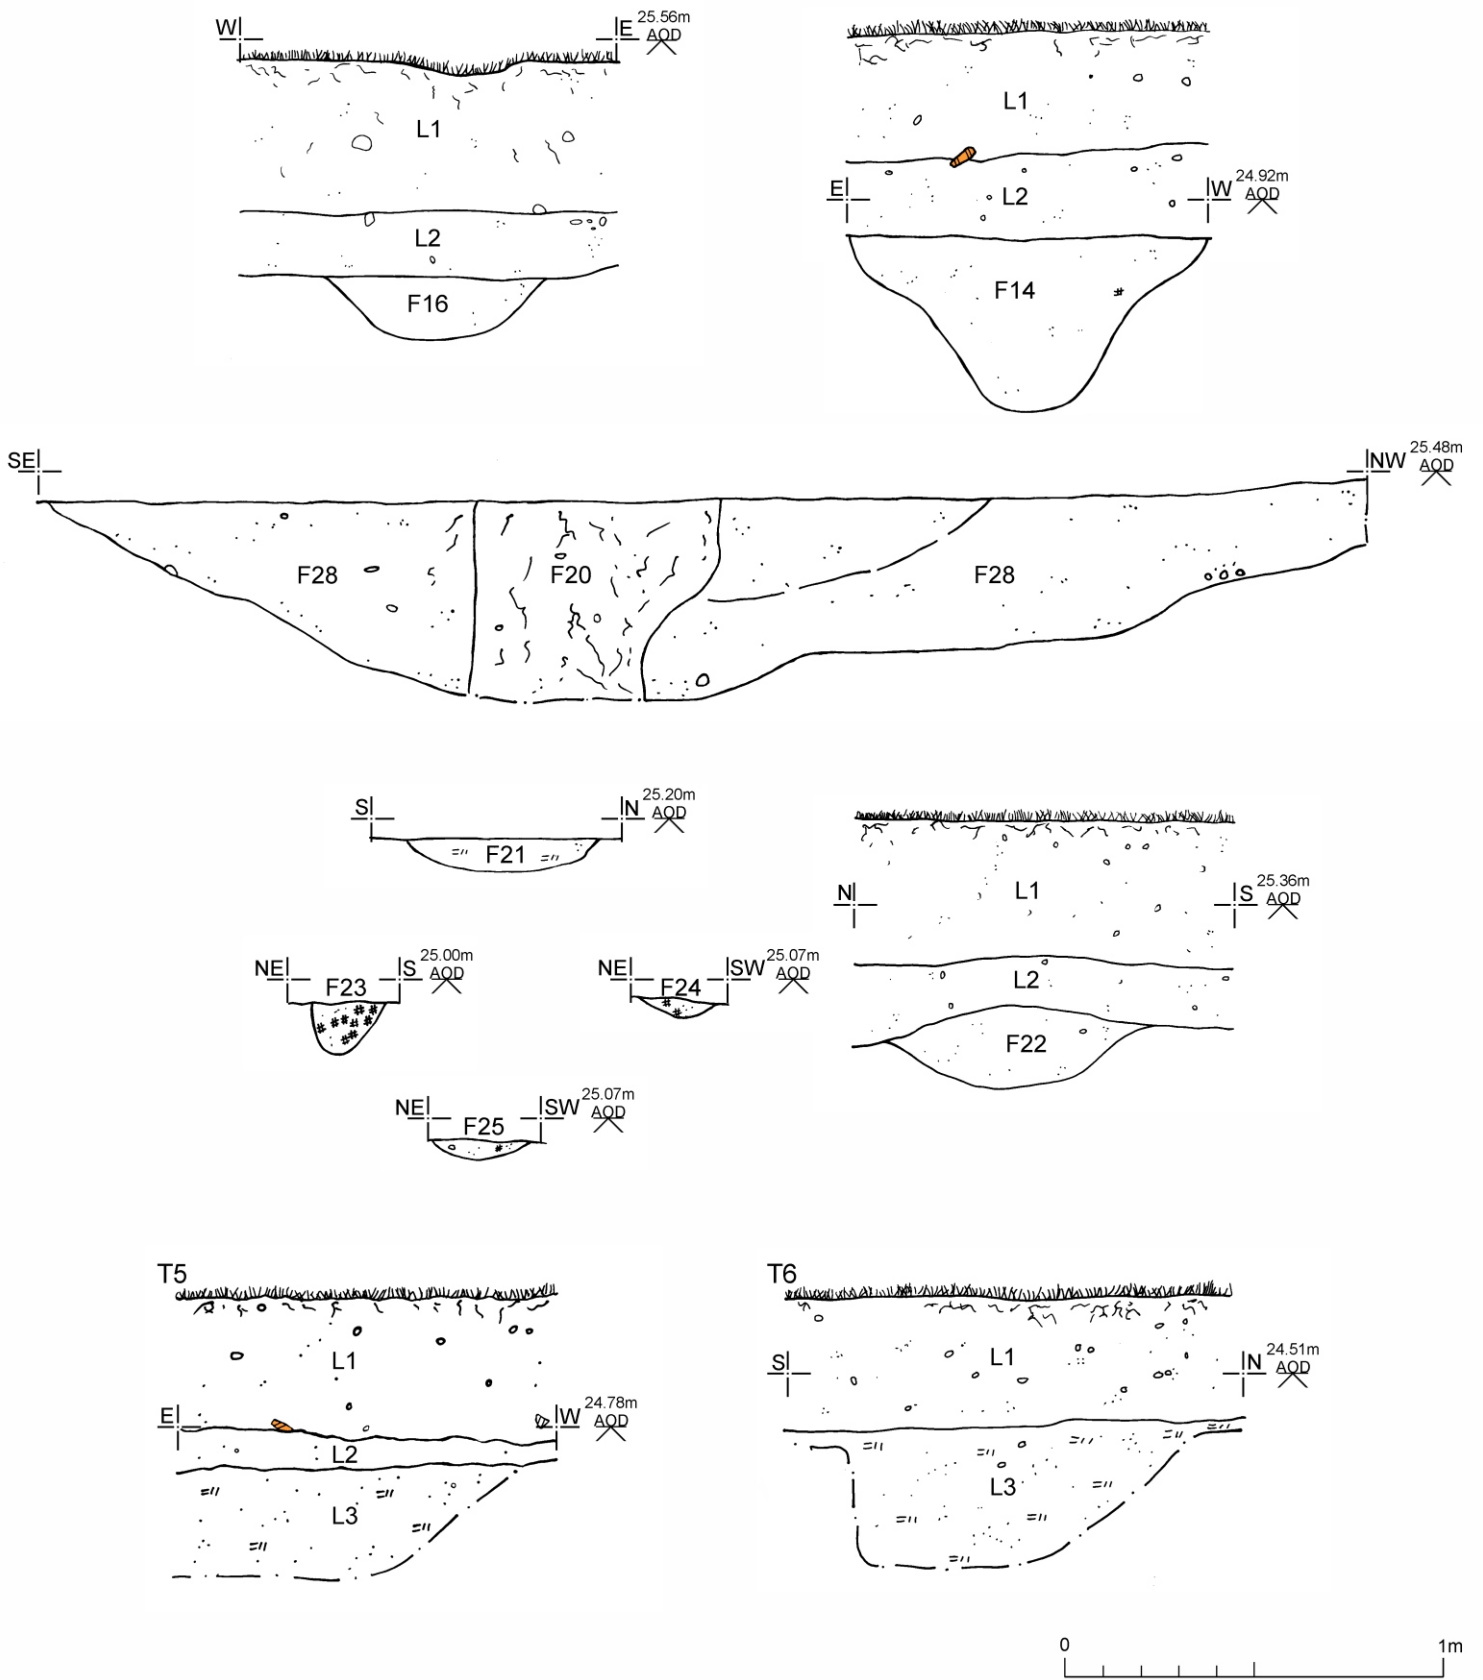 W
E 25.56m
AOD
L1
L2
F16
L1
L2
E
W 24.92m
AOD
F14
SE
NW 25.48m
AOD
F28
F20
F28
S
N 25.20m
AOD
F21
L1
N
S 25.36m
AOD
L2
F22
NE
S 25.00m
AOD
F23
NE
SW 25.07m
AOD
F24
NE
SW 25.07m
AOD
F25
T5
L1
E
W 24.78m
AOD
L2
L3
T6
L1
S
N 24.51m
AOD
L3
0
1m